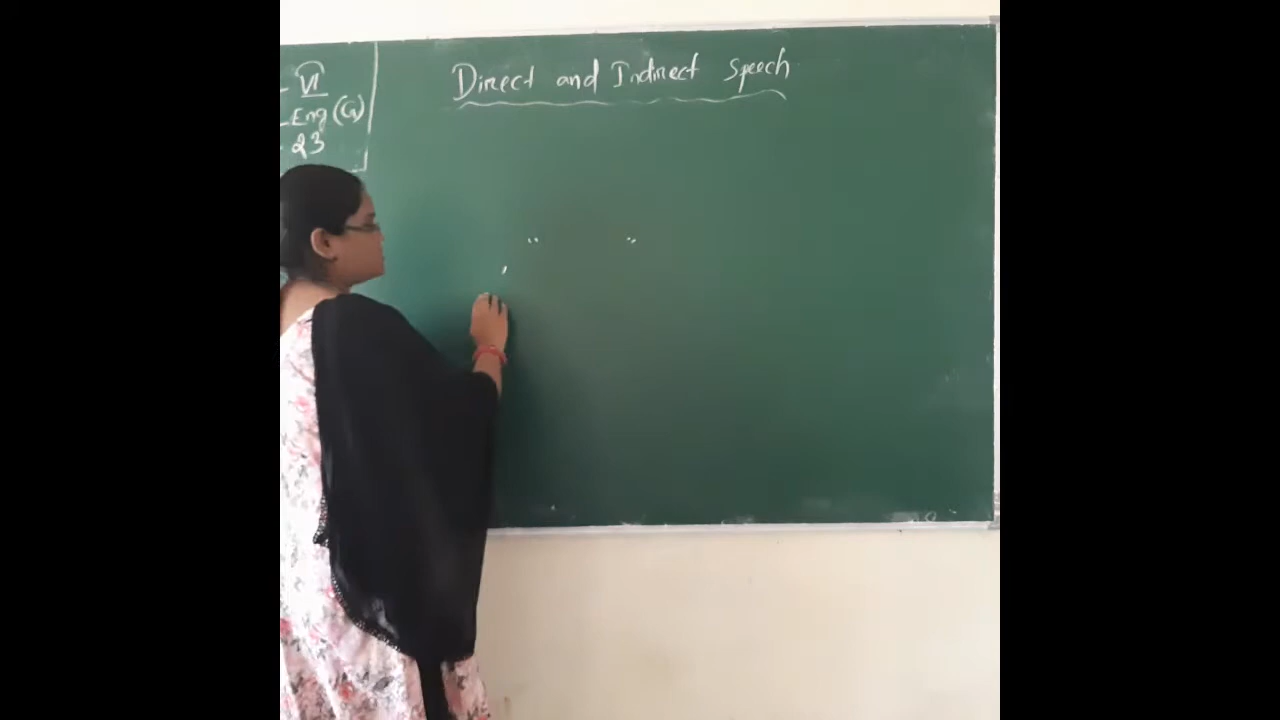 - VI
- Eng (G)
- 23
Direct and Indirect Speech
" "
,